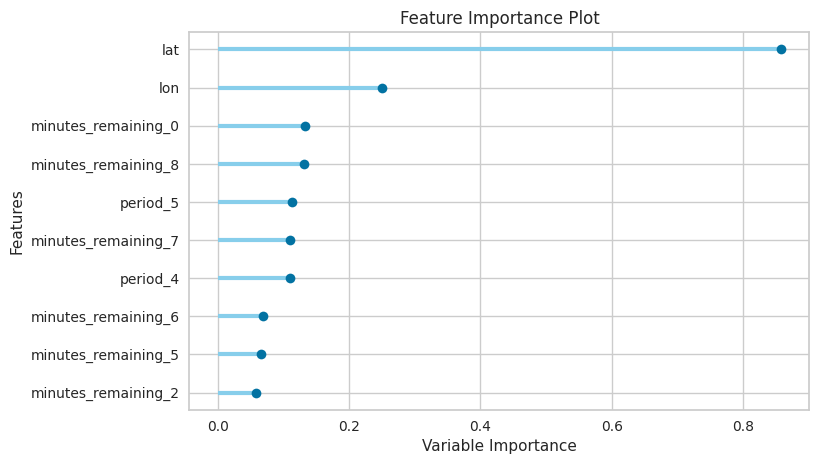 Feature Importance Plot
lat
lon
minutes_remaining_0
minutes_remaining_8
period_5
minutes_remaining_7
period_4
minutes_remaining_6
minutes_remaining_5
minutes_remaining_2
Features
0.0 0.2 0.4 0.6 0.8
Variable Importance